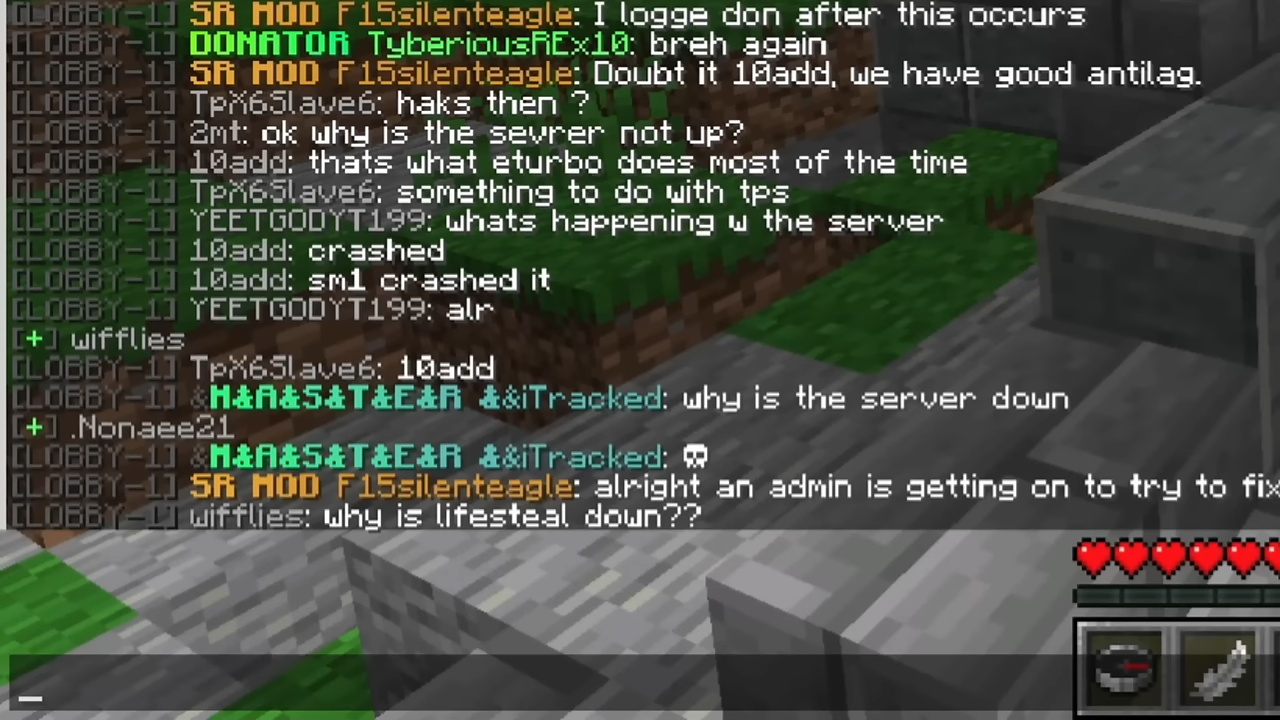 [LOBBY-1] SR MOD F15silenteagle: I logge don after this occurs
[LOBBY-1] DONATOR TyberiousREx10: breh again
[LOBBY-1] SR MOD F15silenteagle: Doubt it 10add, we have good antilag.
[LOBBY-1] TpX6Slave6: haks then ?
[LOBBY-1] 2mt: ok why is the sevrer not up?
[LOBBY-1] 10add: thats what eturbo does most of the time
[LOBBY-1] TpX6Slave6: something to do with tps
[LOBBY-1] YEETGODYT199: whats happening w the server
[LOBBY-1] 10add: crashed
[LOBBY-1] 10add: sm1 crashed it
[LOBBY-1] YEETGODYT199: alr
[+] wifflies
[LOBBY-1] TpX6Slave6: 10add
[LOBBY-1] &M&A&S&T&E&R &&iTracked: why is the server down
[+] .Nonaee21
[LOBBY-1] &M&A&S&T&E&R &&iTracked: ☠
[LOBBY-1] SR MOD F15silenteagle: alright an admin is getting on to try to fix
[LOBBY-1] wifflies: why is lifesteal down??
_